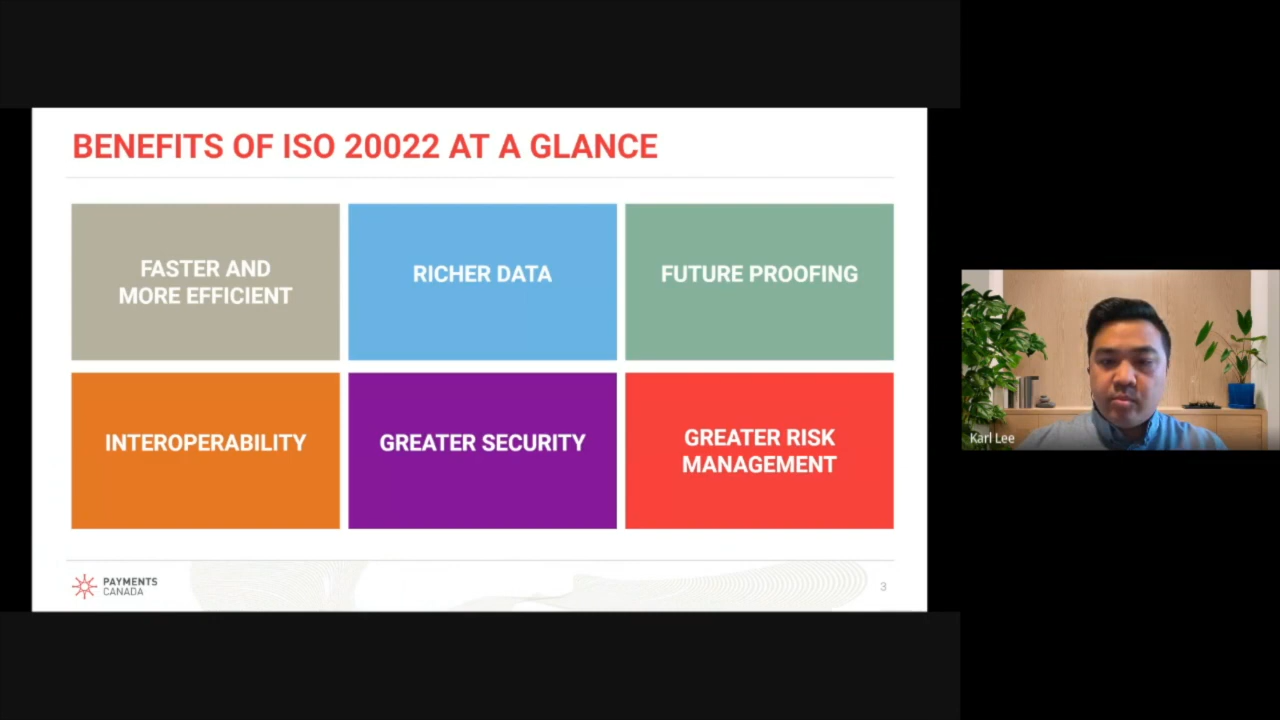 BENEFITS OF ISO 20022 AT A GLANCE
FASTER AND
MORE EFFICIENT
RICHER DATA
FUTURE PROOFING
INTEROPERABILITY
GREATER SECURITY
GREATER RISK
MANAGEMENT
PAYMENTS
CANADA
3
Karl Lee